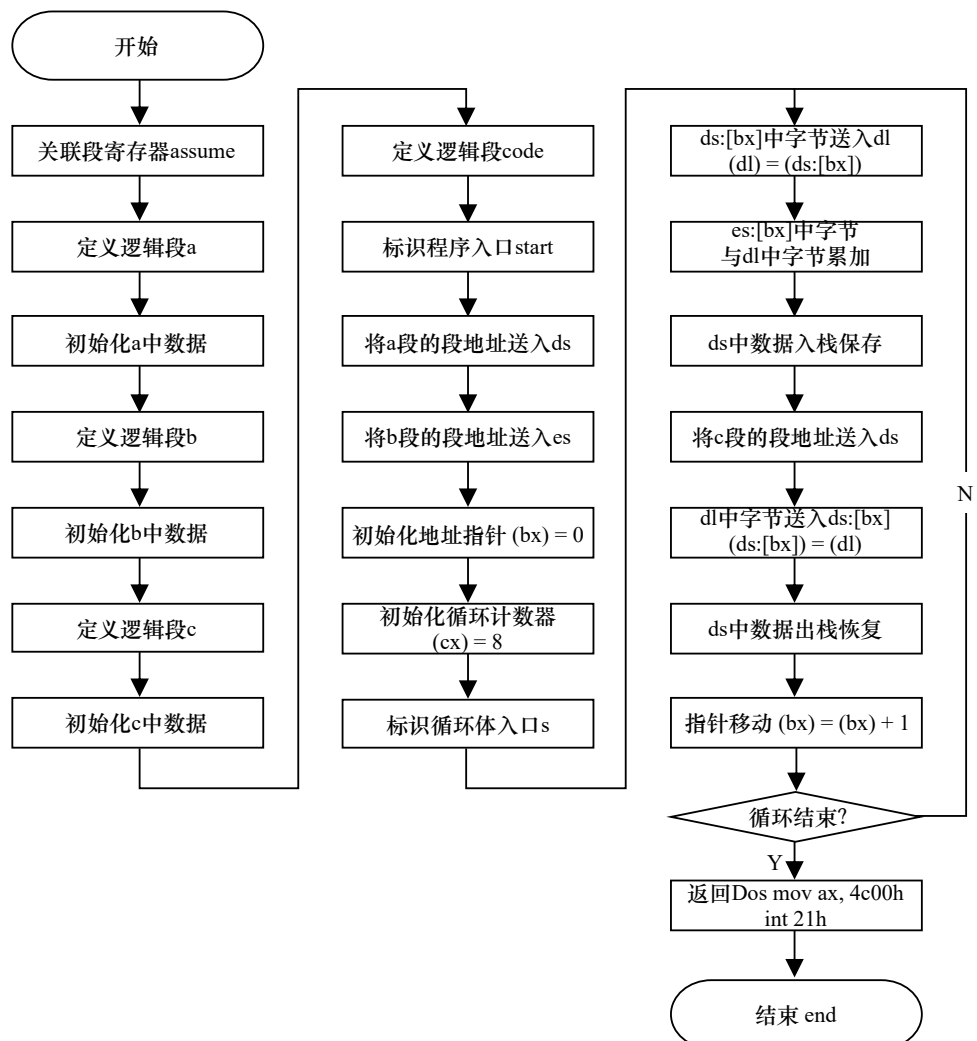 开始
关联段寄存器assume
定义逻辑段a
初始化a中数据
定义逻辑段b
初始化b中数据
定义逻辑段c
初始化c中数据
定义逻辑段code
标识程序入口start
将a段的段地址送入ds
将b段的段地址送入es
初始化地址指针 (bx) = 0
初始化循环计数器
(cx) = 8
标识循环体入口s
ds:[bx]中字节送入dl
(dl) = (ds:[bx])
es:[bx]中字节
与dl中字节累加
ds中数据入栈保存
将c段的段地址送入ds
dl中字节送入ds:[bx]
(ds:[bx]) = (dl)
ds中数据出栈恢复
指针移动 (bx) = (bx) + 1
循环结束?
N
Y
返回Dos mov ax, 4c00h
int 21h
结束 end